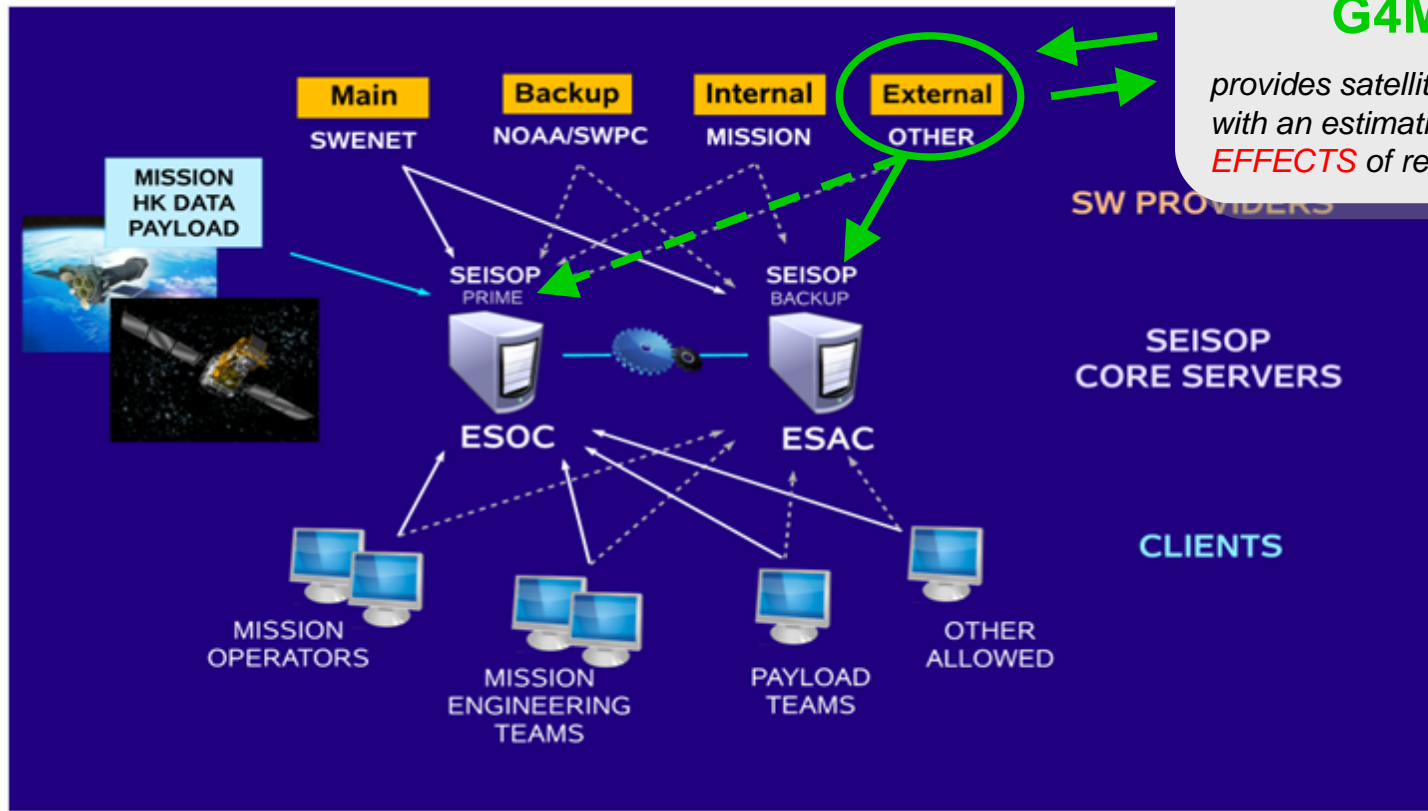 G4M
provides satellit
with an estimati
EFFECTS of re
Main
Backup
Internal
External
SWENET
NOAA/SWPC
MISSION
OTHER
MISSION
HK DATA
PAYLOAD
SW PROVIDERS
SEISOP
PRIME
SEISOP
BACKUP
SEISOP
CORE SERVERS
ESOC
ESAC
CLIENTS
MISSION
OPERATORS
MISSION
ENGINEERING
TEAMS
PAYLOAD
TEAMS
OTHER
ALLOWED